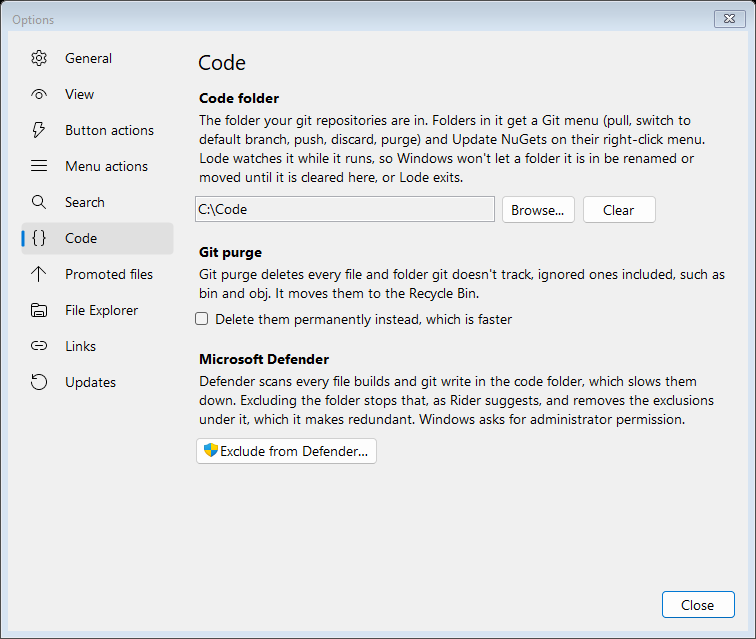 Options
General
View
Button actions
Menu actions
Search
Code
Promoted files
File Explorer
Links
Updates
Code
Code folder
The folder your git repositories are in. Folders in it get a Git menu (pull, switch to
default branch, push, discard, purge) and Update NuGets on their right-click menu.
Lode watches it while it runs, so Windows won't let a folder it is in be renamed or
moved until it is cleared here, or Lode exits.
C:\Code
Browse...
Clear
Git purge
Git purge deletes every file and folder git doesn't track, ignored ones included, such as
bin and obj. It moves them to the Recycle Bin.
Delete them permanently instead, which is faster
Microsoft Defender
Defender scans every file builds and git write in the code folder, which slows them
down. Excluding the folder stops that, as Rider suggests, and removes the exclusions
under it, which it makes redundant. Windows asks for administrator permission.
Exclude from Defender...
Close